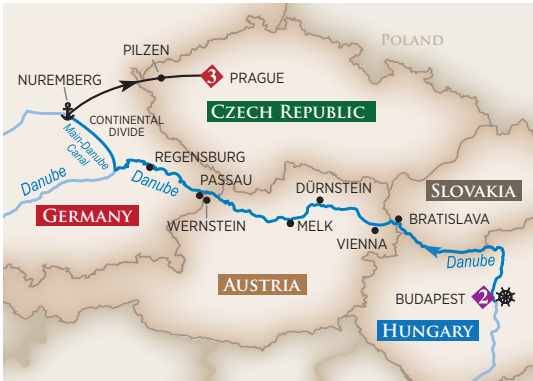 POLAND
PILZEN
NUREMBERG
3
PRAGUE
CZECH REPUBLIC
CONTINENTAL
DIVIDE
Main-Danube
Canal
REGENSBURG
Danube
Danube
PASSAU
DÜRNSTEIN
SLOVAKIA
GERMANY
WERNSTEIN
MELK
BRATISLAVA
VIENNA
Danube
AUSTRIA
BUDAPEST
2
HUNGARY